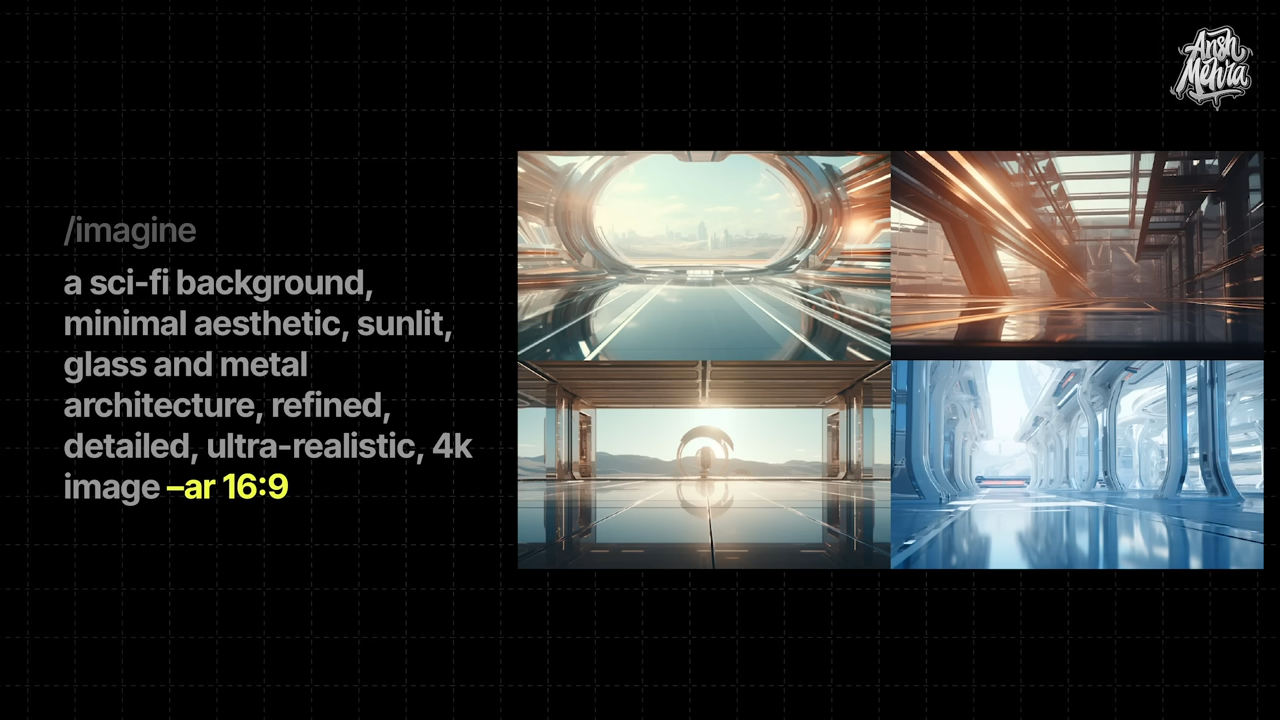 Ansh
Mehra
/imagine
a sci-fi background,
minimal aesthetic, sunlit,
glass and metal
architecture, refined,
detailed, ultra-realistic, 4k
image –ar 16:9